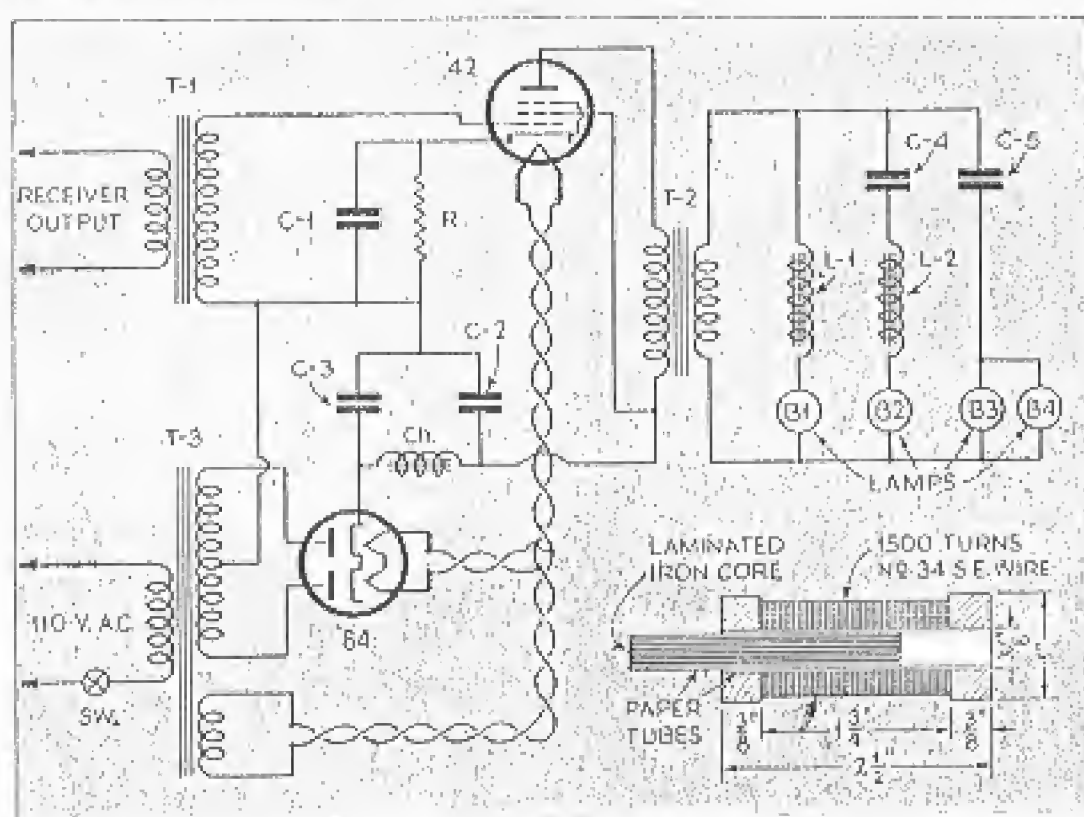 T-1
'42
RECEIVER
OUTPUT
C-1
R
T-2
C-4
C-5
L-1
L-2
C-3
C-2
Ch.
T-3
B1
B2
B3
B4
LAMPS
110 V. A.C.
SW.
LAMINATED
IRON CORE
1500 TURNS
NO. 34 S.E. WIRE
PAPER
TUBES
3/8"
1 3/4"
3/8"
2 1/2"